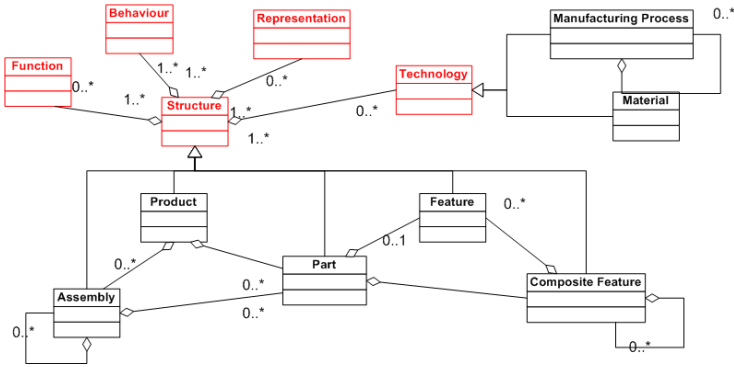 Behaviour
Representation
Manufacturing Process
0..*
Function
1..*
1..*
0..*
Technology
0..*
1..*
Structure
1..*
0..*
Material
1..*
Product
Feature
0..*
0..1
0..*
Part
Assembly
0..*
Composite Feature
0..*
0..*
0..*